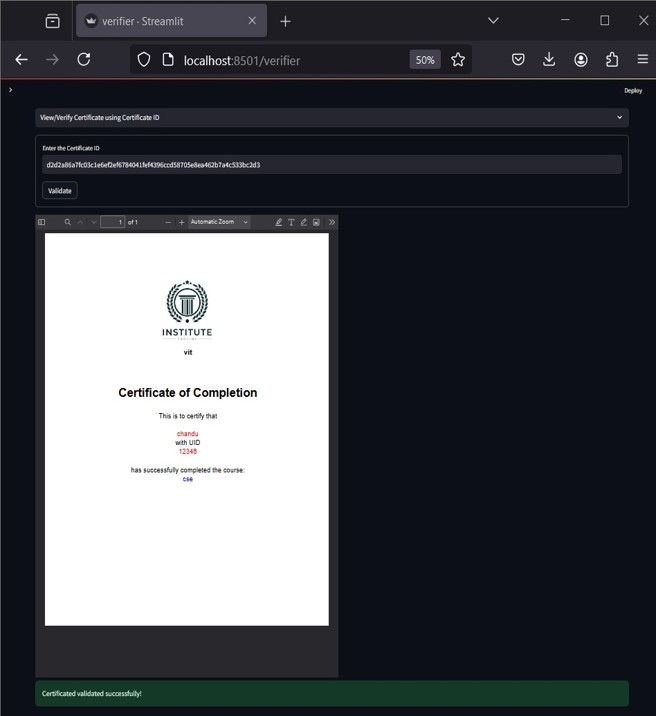 verifier · Streamlit
localhost:8501/verifier
50%
Deploy
View/Verify Certificate using Certificate ID
Enter the Certificate ID
d2d2a86a7fc03c1e6ef2ef6784041fef4396ccd58705e8ea462b7a4c533bc2d3
Validate
1 of 1
Automatic Zoom
INSTITUTE
vit
Certificate of Completion
This is to certify that
chandu
with UID
12345
has successfully completed the course:
cse
Certificated validated successfully!